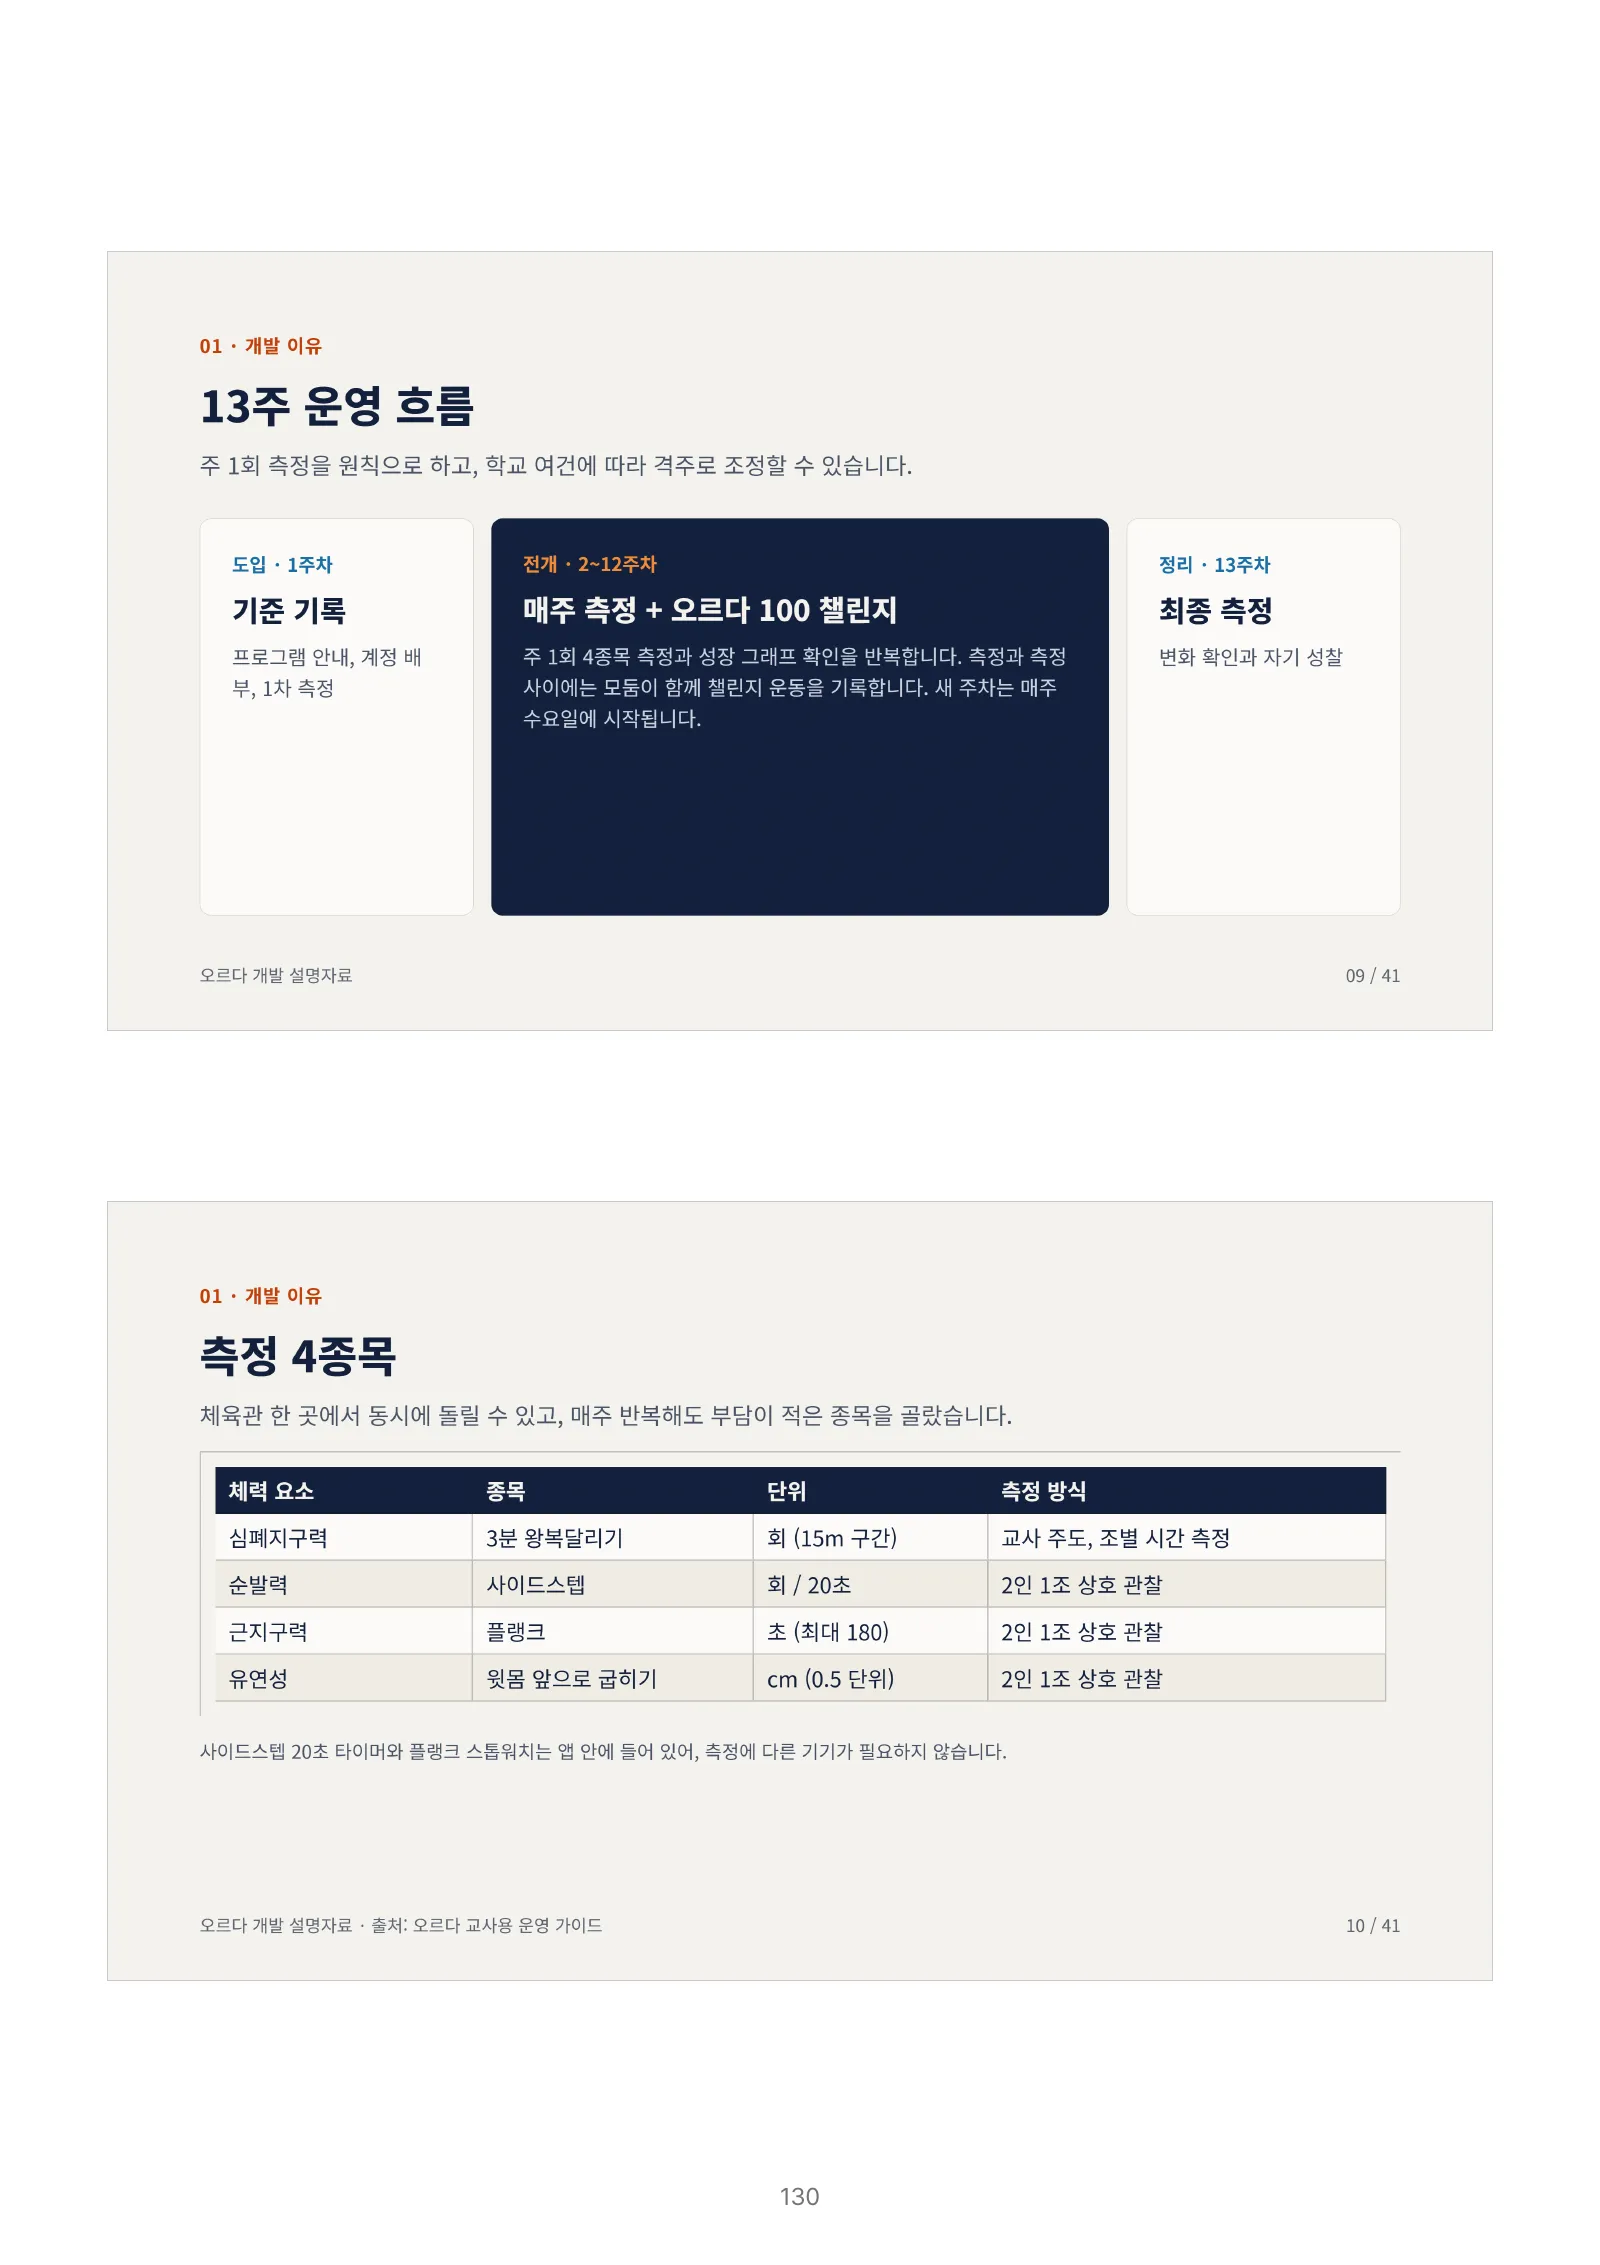 01 · 개발 이유
13주 운영 흐름
주 1회 측정을 원칙으로 하고, 학교 여건에 따라 격주로 조정할 수 있습니다.
도입 · 1주차
기준 기록
프로그램 안내, 계정 배
부, 1차 측정
전개 · 2~12주차
매주 측정 + 오르다 100 챌린지
주 1회 4종목 측정과 성장 그래프 확인을 반복합니다. 측정과 측정
사이에는 모둠이 함께 챌린지 운동을 기록합니다. 새 주차는 매주
수요일에 시작됩니다.
정리 · 13주차
최종 측정
변화 확인과 자기 성찰
오르다 개발 설명자료
09 / 41
01 · 개발 이유
측정 4종목
체육관 한 곳에서 동시에 돌릴 수 있고, 매주 반복해도 부담이 적은 종목을 골랐습니다.
체력 요소 종목 단위 측정 방식
심폐지구력 3분 왕복달리기 회 (15m 구간) 교사 주도, 조별 시간 측정
순발력 사이드스텝 회 / 20초 2인 1조 상호 관찰
근지구력 플랭크 초 (최대 180) 2인 1조 상호 관찰
유연성 윗몸 앞으로 굽히기 cm (0.5 단위) 2인 1조 상호 관찰
사이드스텝 20초 타이머와 플랭크 스톱워치는 앱 안에 들어 있어, 측정에 다른 기기가 필요하지 않습니다.
오르다 개발 설명자료 · 출처: 오르다 교사용 운영 가이드
10 / 41
130